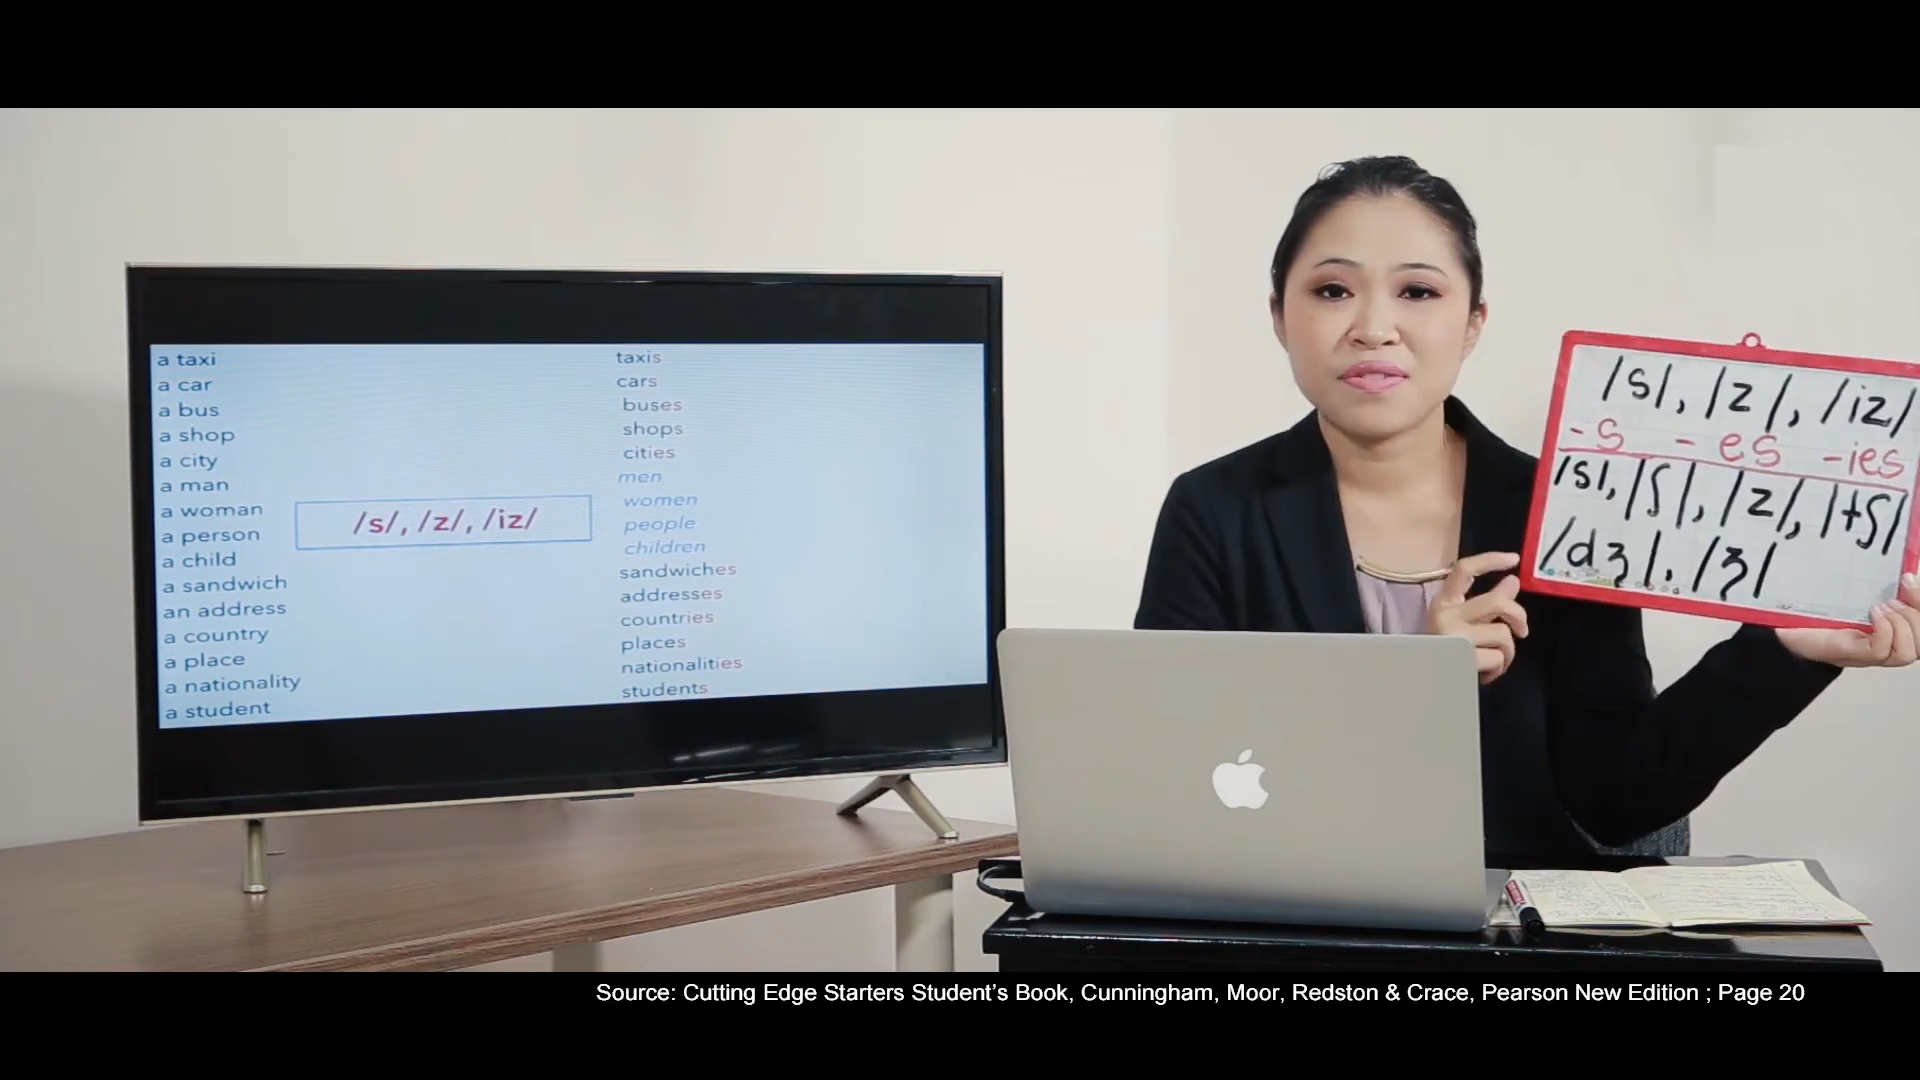 a taxi
a car
a bus
a shop
a city
a man
a woman
a person
a child
a sandwich
an address
a country
a place
a nationality
a student
/s/, /z/, /iz/
taxis
cars
buses
shops
cities
men
women
people
children
sandwiches
addresses
countries
places
nationalities
students
/s/, /z/, /iz/
-s -es -ies
/s/, /ʃ/, /z/, /tʃ/
/dʒ/, /ʒ/
Source: Cutting Edge Starters Student’s Book, Cunningham, Moor, Redston & Crace, Pearson New Edition ; Page 20